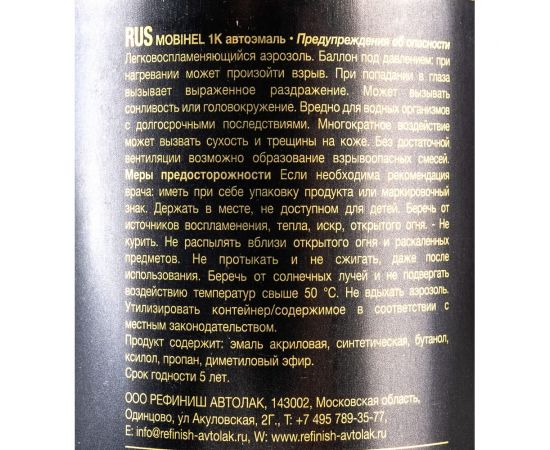 RUS MOBIHEL 1К автоэмаль • Предупреждения об опасности
Легковоспламеняющийся аэрозоль. Баллон под давлением: при
нагревании может произойти взрыв. При попадании в глаза
вызывает выраженное раздражение. Может вызывать
сонливость или головокружение. Вредно для водных организмов
с долгосрочными последствиями. Многократное воздействие
может вызвать сухость и трещины на коже. Без достаточной
вентиляции возможно образование взрывоопасных смесей.
Меры предосторожности Если необходима рекомендация
врача: иметь при себе упаковку продукта или маркировочный
знак. Держать в месте, не доступном для детей. Беречь от
источников воспламенения, тепла, искр, открытого огня. - Не
курить. Не распылять вблизи открытого огня и раскаленных
предметов. Не протыкать и не сжигать, даже после
использования. Беречь от солнечных лучей и не подвергать
воздействию температур свыше 50 °С. Не вдыхать аэрозоль.
Утилизировать контейнер/содержимое в соответствии с
местным законодательством.
Продукт содержит: эмаль акриловая, синтетическая, бутанол,
ксилол, пропан, диметиловый эфир.
Срок годности 5 лет.
ООО РЕФИНИШ АВТОЛАК, 143002, Московская область,
Одинцово, ул Акуловская, 2Г., Т: +7 495 789-35-77,
E: info@refinish-avtolak.ru, W: www.refinish-avtolak.ru